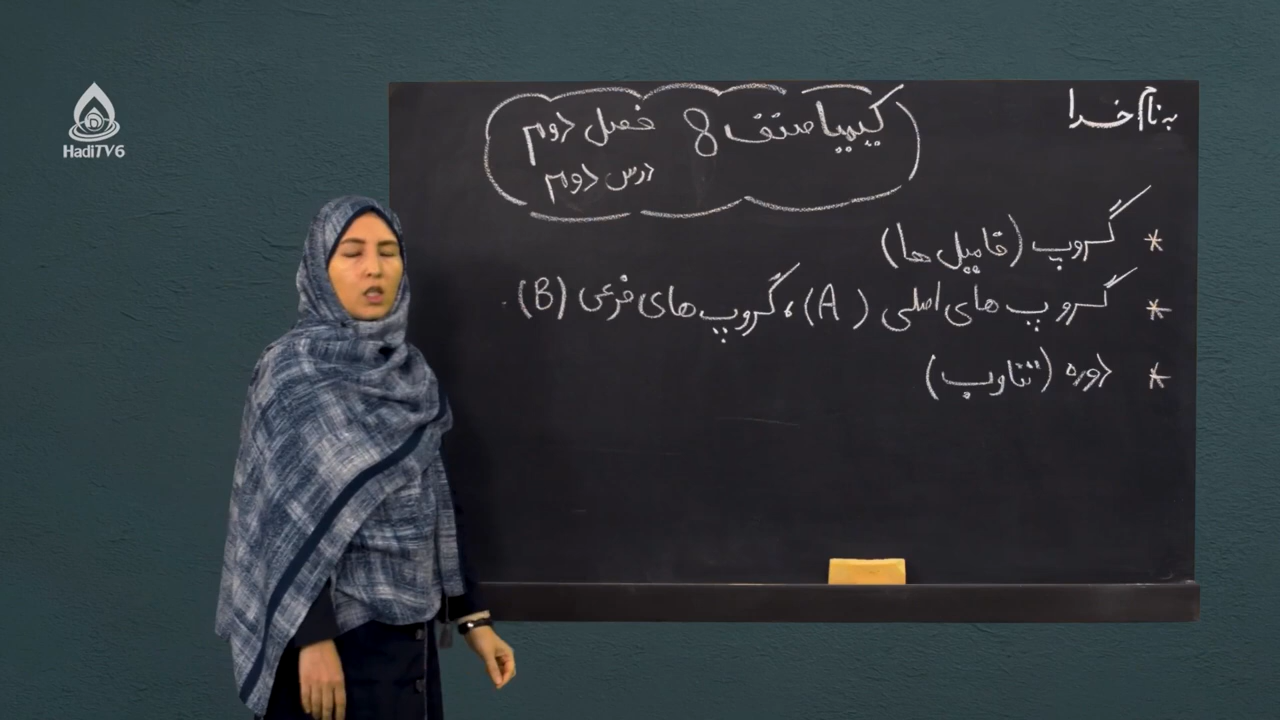 به نام خدا
کیمیا صنف 8 فصل دوم
درس دوم
* گروپ (فامیل ها)
* گروپ های اصلی (A)، گروپ های فرعی (B).
* دوره (تناوب)
HadiTV6